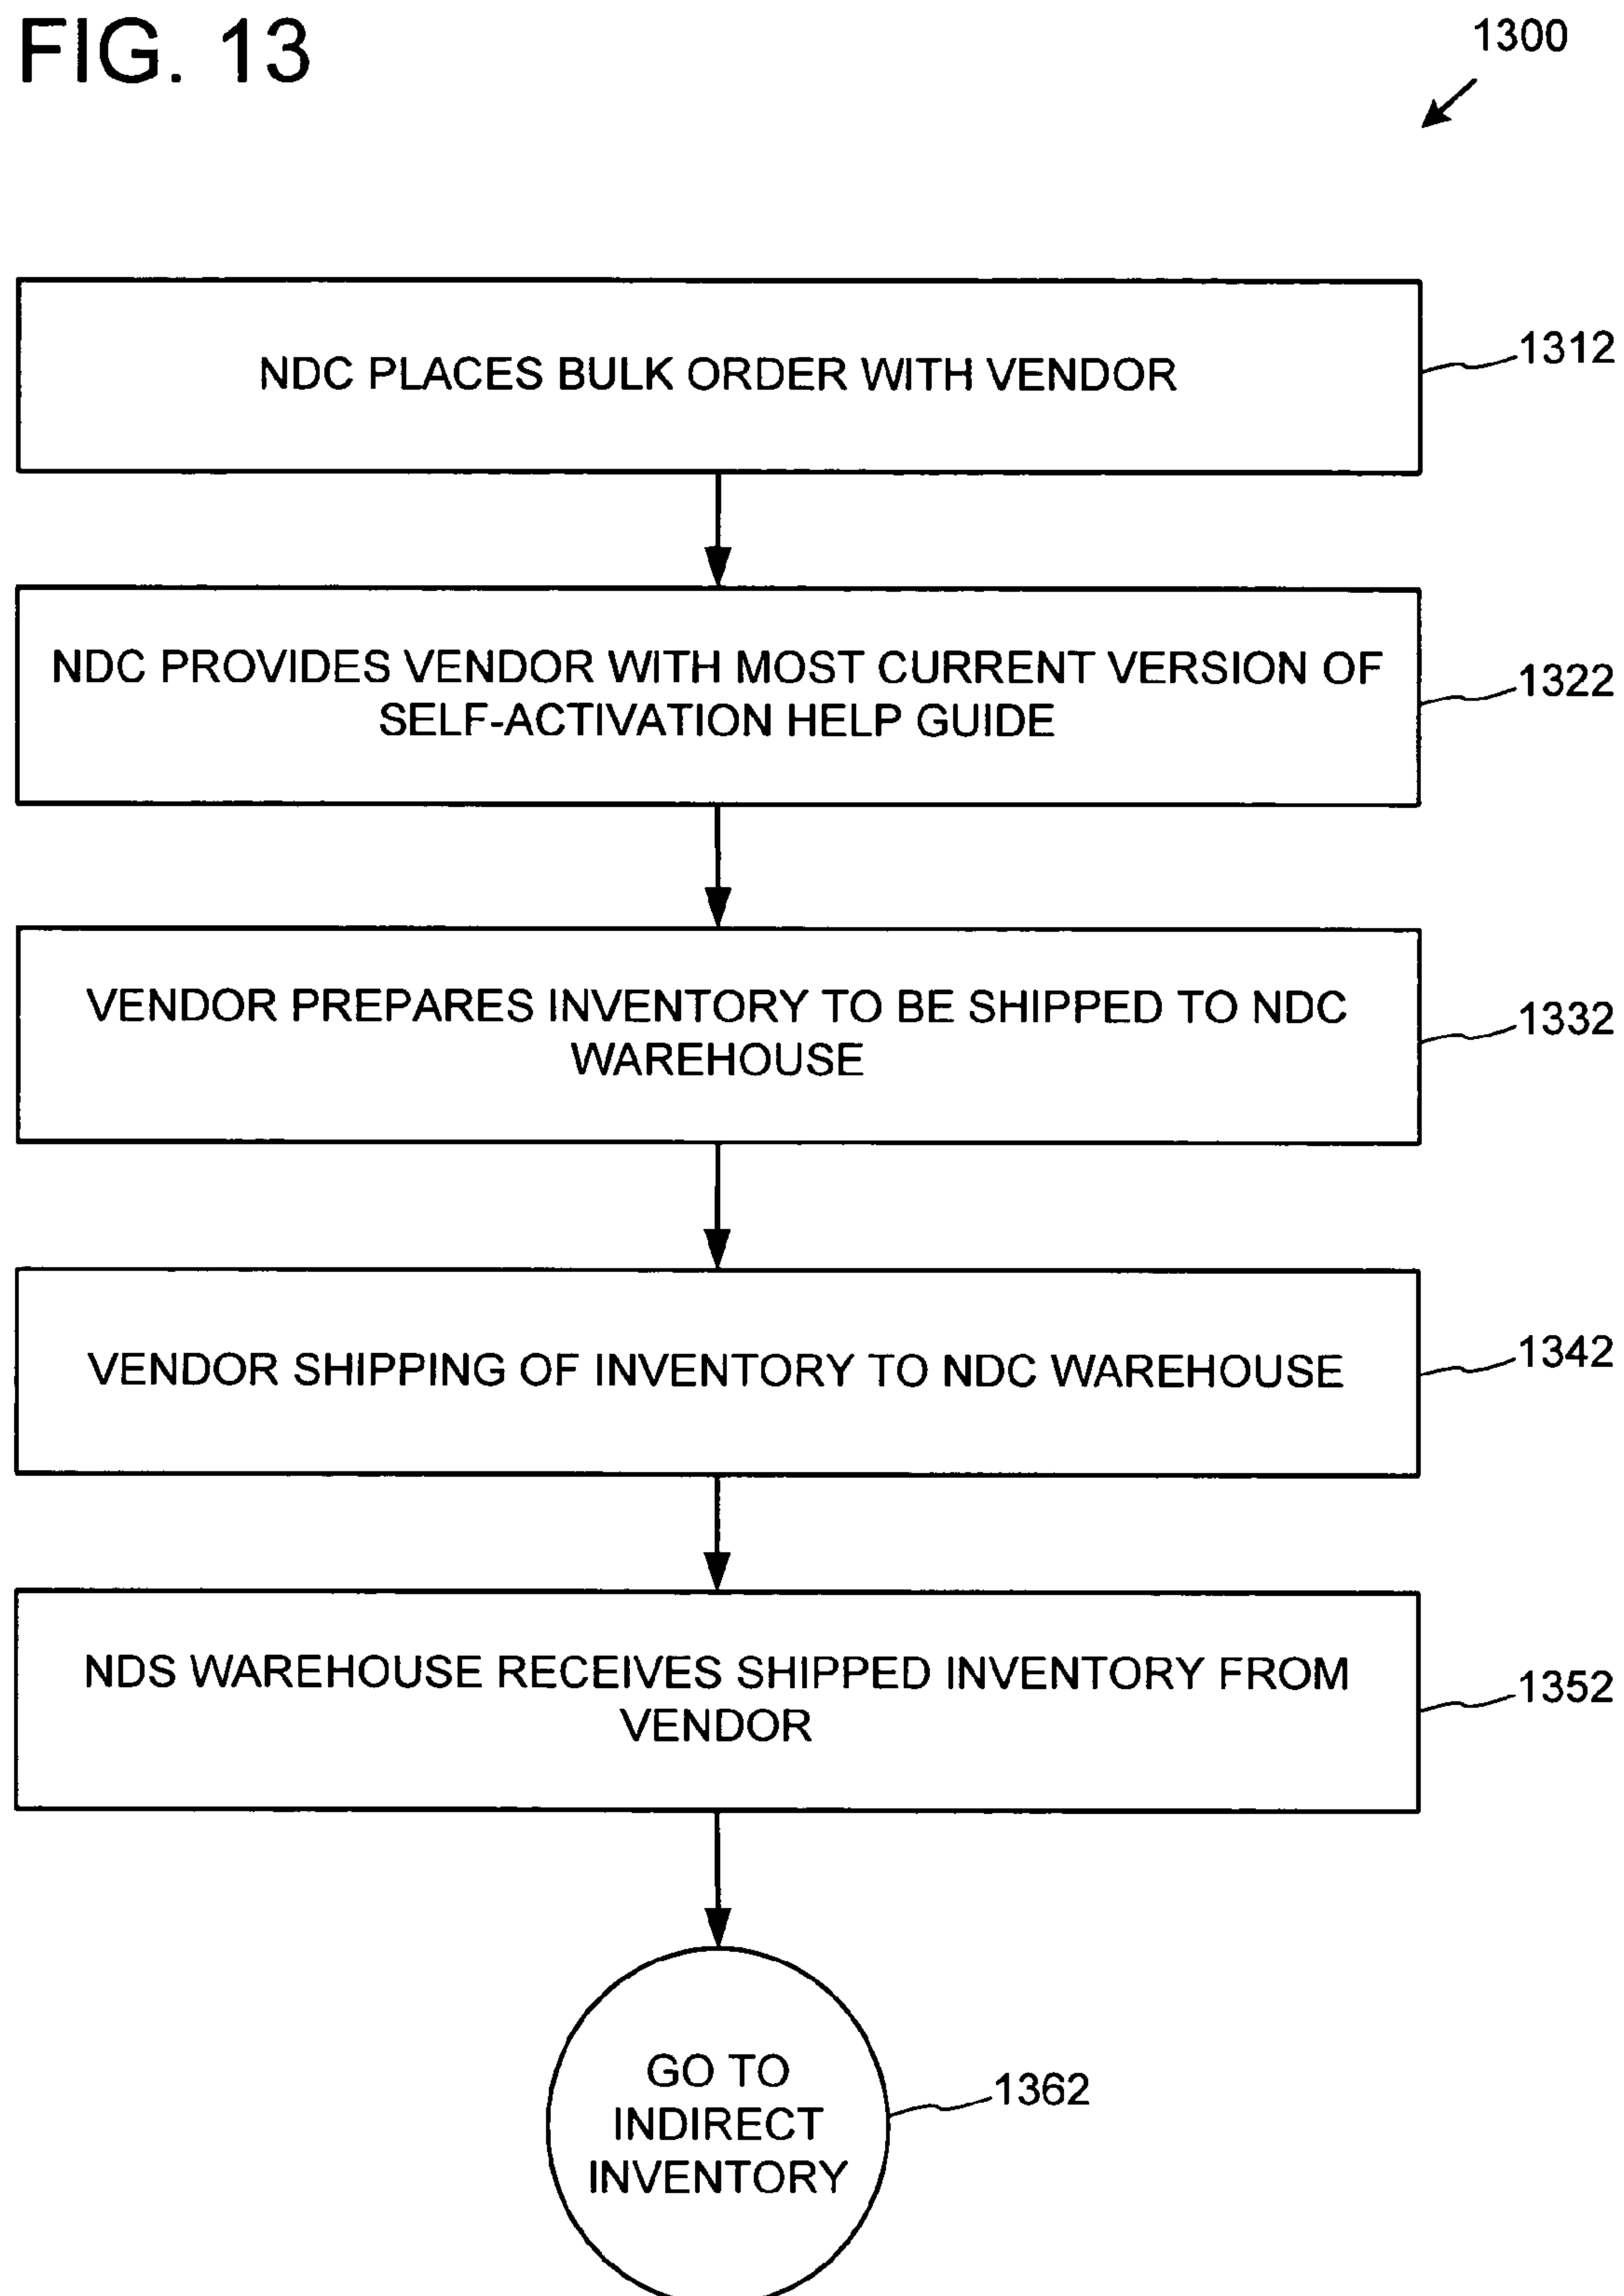 FIG. 13
1300
NDC PLACES BULK ORDER WITH VENDOR
1312
NDC PROVIDES VENDOR WITH MOST CURRENT VERSION OF
SELF-ACTIVATION HELP GUIDE
1322
VENDOR PREPARES INVENTORY TO BE SHIPPED TO NDC
WAREHOUSE
1332
VENDOR SHIPPING OF INVENTORY TO NDC WAREHOUSE
1342
NDS WAREHOUSE RECEIVES SHIPPED INVENTORY FROM
VENDOR
1352
GO TO
INDIRECT
INVENTORY
1362